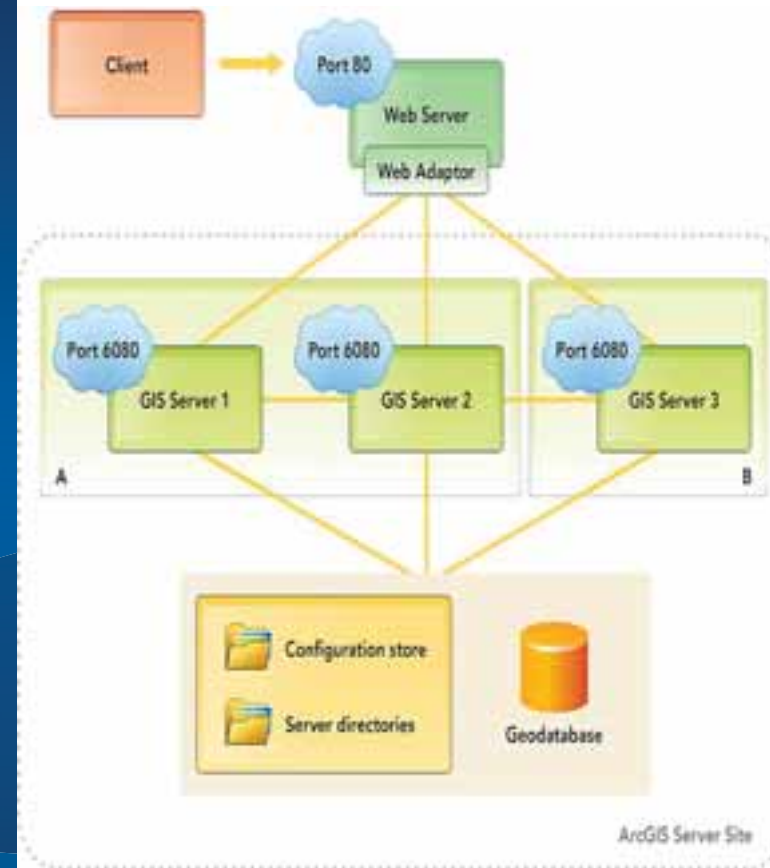 Client
Port 80
Web Server
Web Adaptor
Port 6080
Port 6080
Port 6080
GIS Server 1
GIS Server 2
GIS Server 3
A
B
Configuration store
Server directories
Geodatabase
ArcGIS Server Site